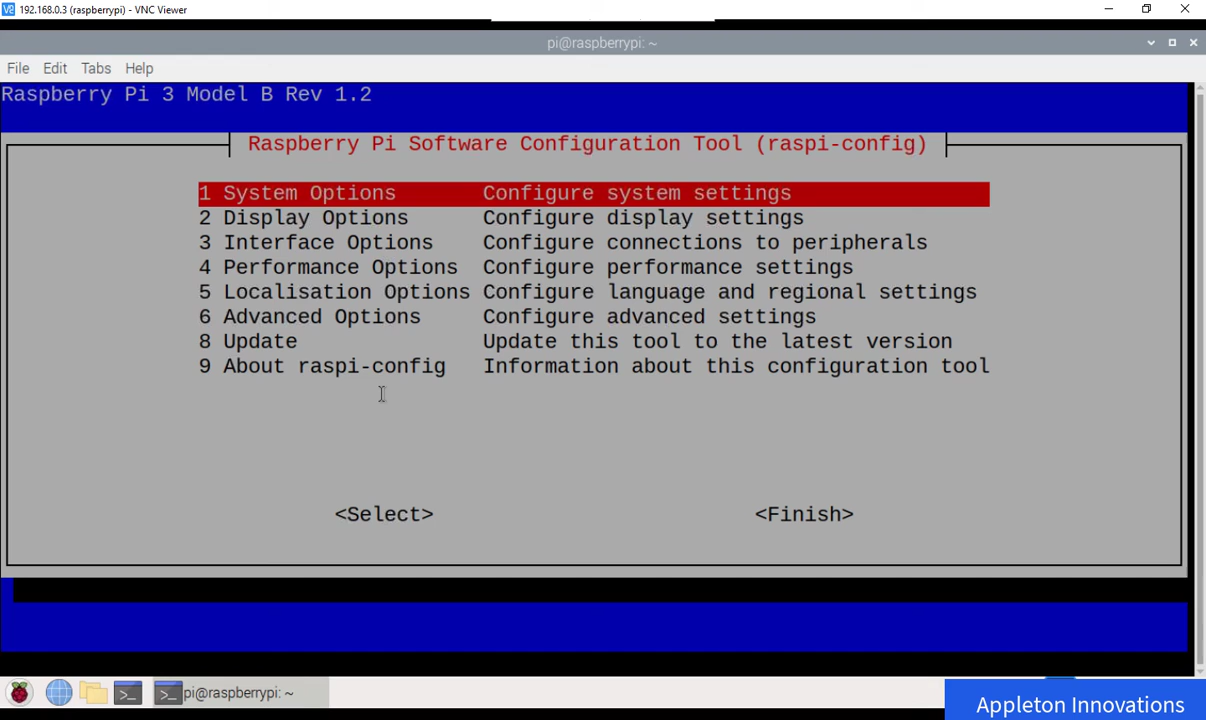 192.168.0.3 (raspberrypi) - VNC Viewer
pi@raspberrypi: ~
File Edit Tabs Help
Raspberry Pi 3 Model B Rev 1.2
Raspberry Pi Software Configuration Tool (raspi-config)
1 System Options Configure system settings
2 Display Options Configure display settings
3 Interface Options Configure connections to peripherals
4 Performance Options Configure performance settings
5 Localisation Options Configure language and regional settings
6 Advanced Options Configure advanced settings
8 Update Update this tool to the latest version
9 About raspi-config Information about this configuration tool
<Select> <Finish>
pi@raspberrypi: ~
Appleton Innovations